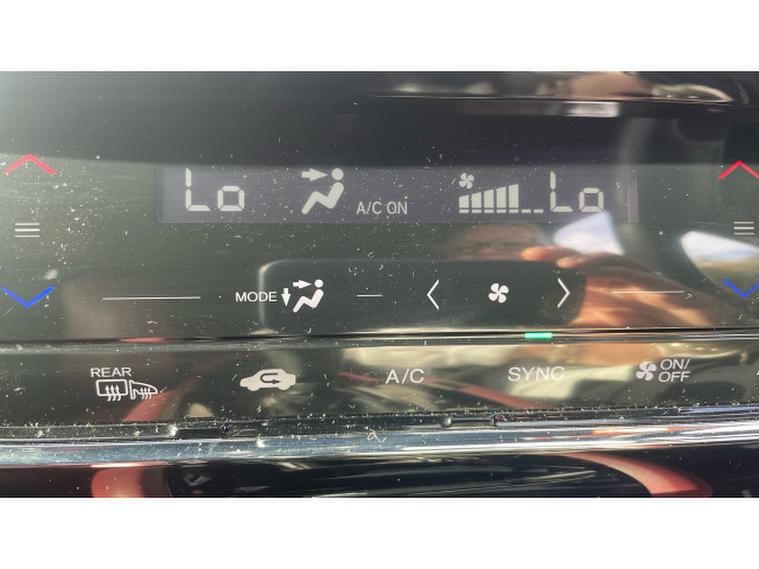 Lo A/C ON Lo
MODE
REAR A/C SYNC ON/
OFF